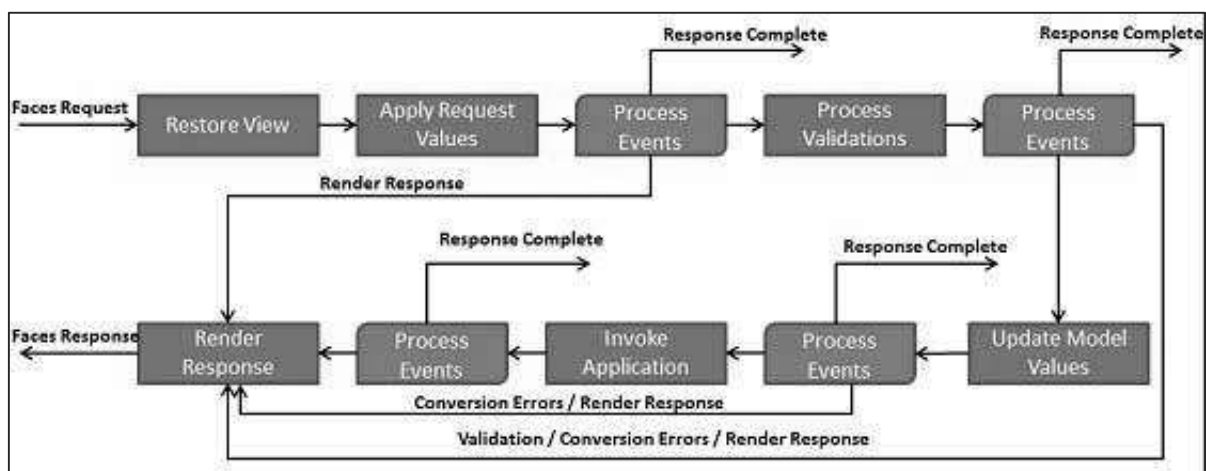 Response Complete
Response Complete
Faces Request
Restore View
Apply Request
Values
Process
Events
Process
Validations
Process
Events
Render Response
Response Complete
Response Complete
Faces Response
Render
Response
Process
Events
Invoke
Application
Process
Events
Update Model
Values
Conversion Errors / Render Response
Validation / Conversion Errors / Render Response